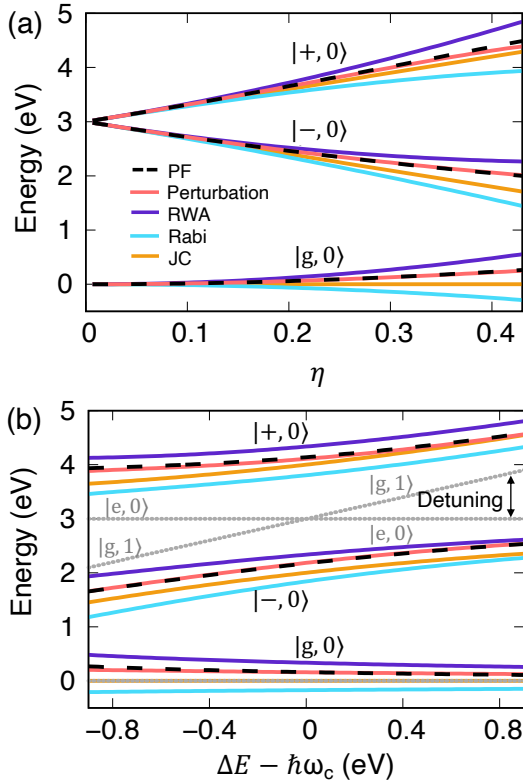 (a)
5
4
3
2
1
0
Energy (eV)
|+, 0⟩
|−, 0⟩
PF
Perturbation
RWA
Rabi
JC
|g, 0⟩
0 0.1 0.2 0.3 0.4
η
(b)
5
4
3
2
1
0
Energy (eV)
|+, 0⟩
|g, 1⟩
|e, 0⟩
Detuning
|g, 1⟩
|e, 0⟩
|−, 0⟩
|g, 0⟩
−0.8 −0.4 0 0.4 0.8
ΔE − ℏω_c (eV)